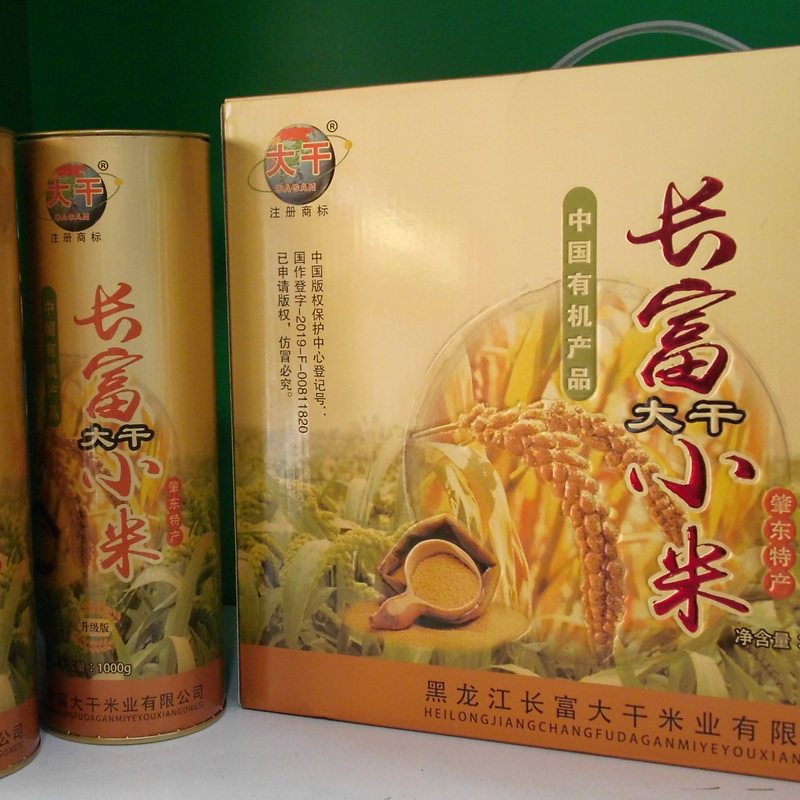 大干
®
DAGAN
注册商标
中国有机产品
长富
大干
小米
肇东特产
升级版
1000g
大干米业有限公司
FUDAGANMIYEYOUXIANGONGSI
公司
GONGSI
大干
®
DAGAN
注册商标
中国版权保护中心登记号：
国作登字-2019-F-00811820
已申请版权，仿冒必究。
中国有机产品
长富
大干
小米
肇东特产
净含量：
黑龙江长富大干米业有限
HEILONGJIANGCHANGFUDAGANMIYEYOUXIAN